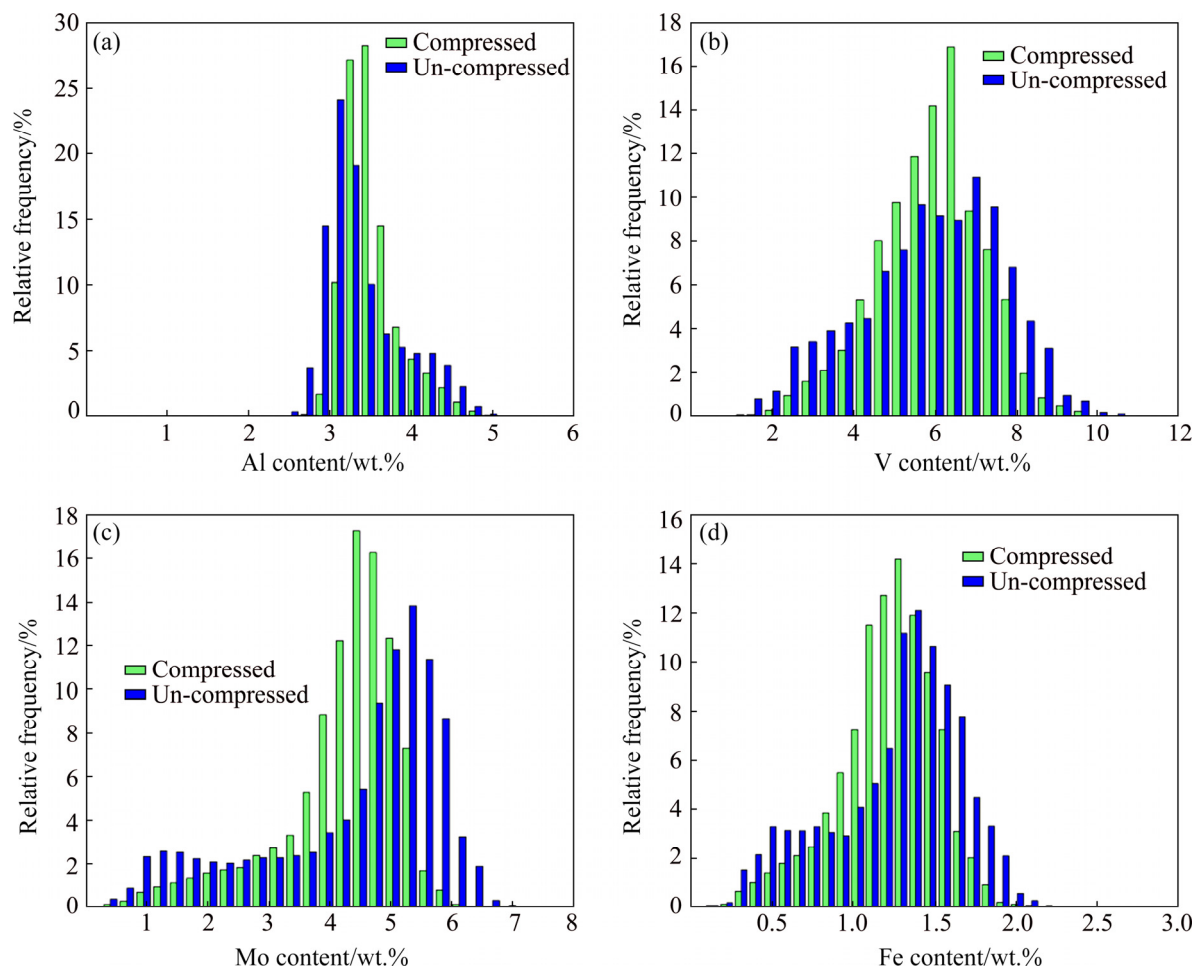 (a)
Compressed
Un-compressed
Relative frequency/%
30
25
20
15
10
5
0
1 2 3 4 5 6
Al content/wt.%
(b)
Compressed
Un-compressed
Relative frequency/%
18
16
14
12
10
8
6
4
2
0
2 4 6 8 10 12
V content/wt.%
(c)
Compressed
Un-compressed
Relative frequency/%
18
16
14
12
10
8
6
4
2
0
1 2 3 4 5 6 7 8
Mo content/wt.%
(d)
Compressed
Un-compressed
Relative frequency/%
16
14
12
10
8
6
4
2
0
0.5 1.0 1.5 2.0 2.5 3.0
Fe content/wt.%